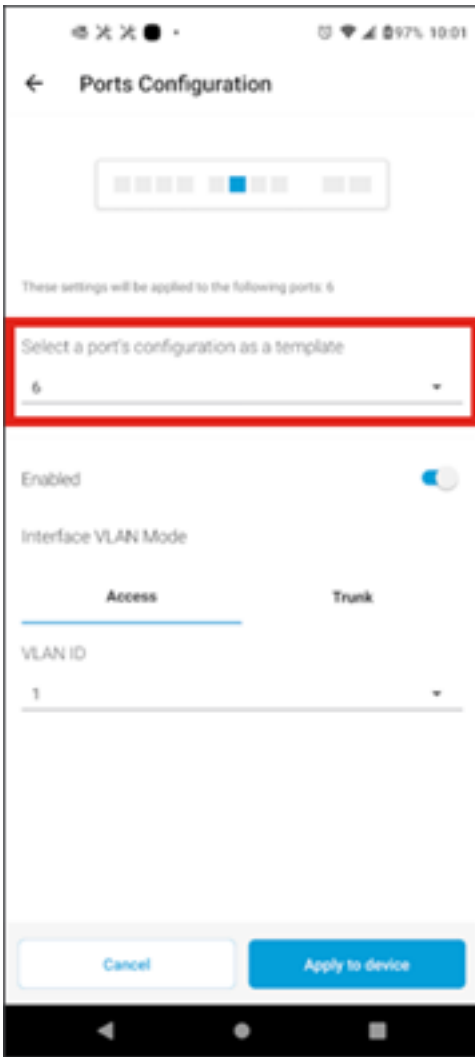 97% 10:01
Ports Configuration
These settings will be applied to the following ports: 6
Select a port's configuration as a template
6
Enabled
Interface VLAN Mode
Access Trunk
VLAN ID
1
Cancel Apply to device